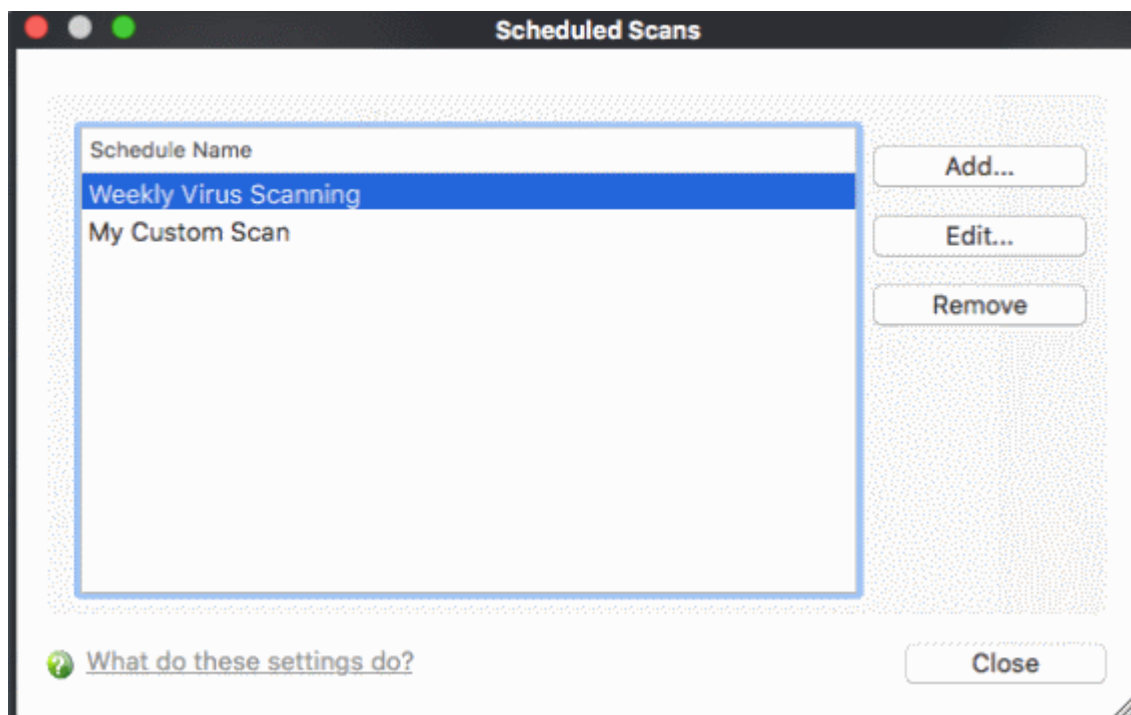 Scheduled Scans
Schedule Name
Weekly Virus Scanning
My Custom Scan
Add...
Edit...
Remove
What do these settings do?
Close